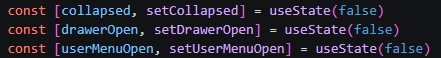 const [collapsed, setCollapsed] = useState(false)
const [drawerOpen, setDrawerOpen] = useState(false)
const [userMenuOpen, setUserMenuOpen] = useState(false)